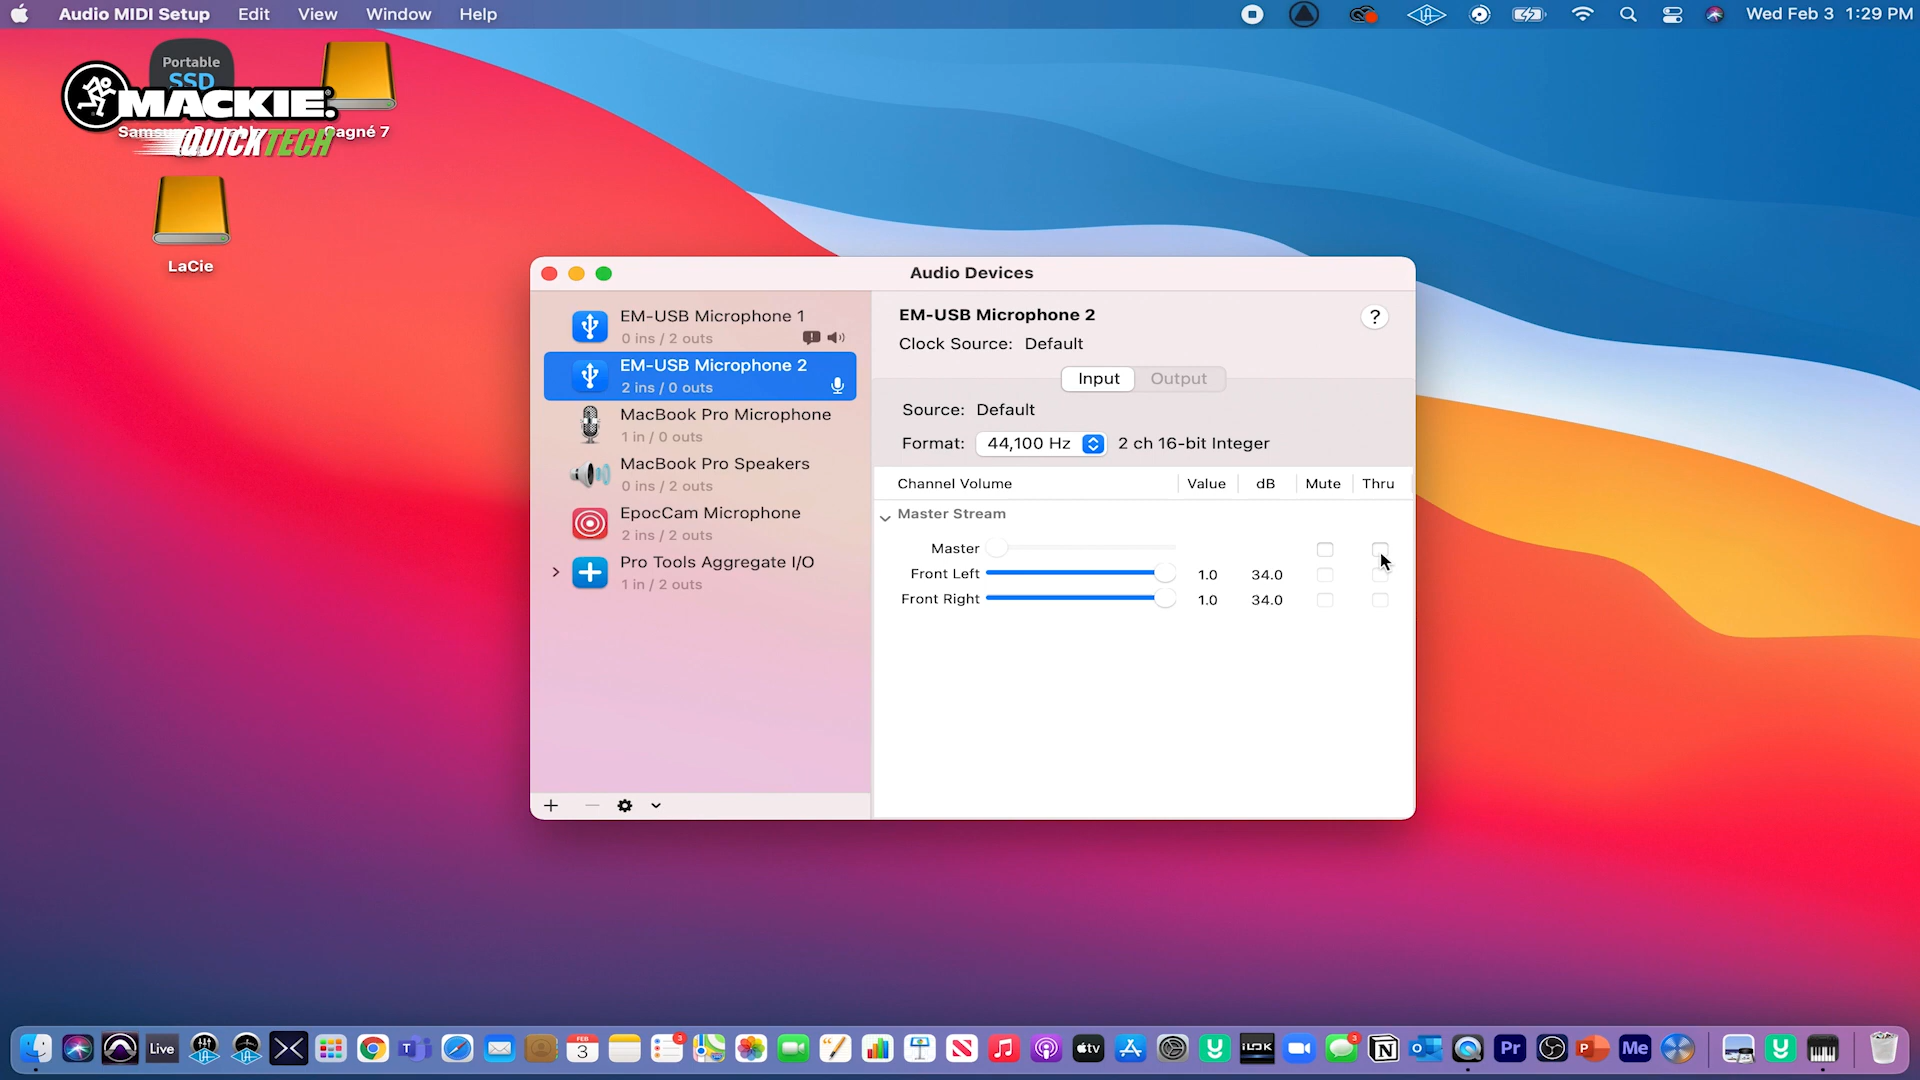 Audio MIDI Setup Edit View Window Help
Wed Feb 3 1:29 PM
Portable
SSD
MACKIE.
QUICKTECH
Gagné 7
LaCie
Audio Devices
EM-USB Microphone 1
0 ins / 2 outs
EM-USB Microphone 2
2 ins / 0 outs
MacBook Pro Microphone
1 in / 0 outs
MacBook Pro Speakers
0 ins / 2 outs
EpocCam Microphone
2 ins / 2 outs
Pro Tools Aggregate I/O
1 in / 2 outs
EM-USB Microphone 2
?
Clock Source: Default
Input Output
Source: Default
Format: 44,100 Hz 2 ch 16-bit Integer
Channel Volume Value dB Mute Thru
Master Stream
Master
Front Left 1.0 34.0
Front Right 1.0 34.0
Live
FEB
3
3
tv
iLOK
3
Pr
Me